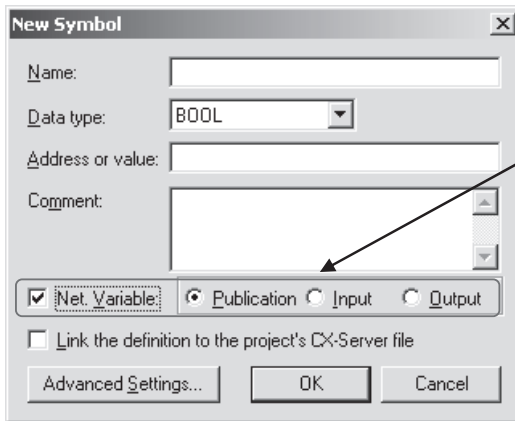 New Symbol
Name:
Data type: BOOL
Address or value:
Comment:
Net. Variable: Publication Input Output
Link the definition to the project's CX-Server file
Advanced Settings... OK Cancel